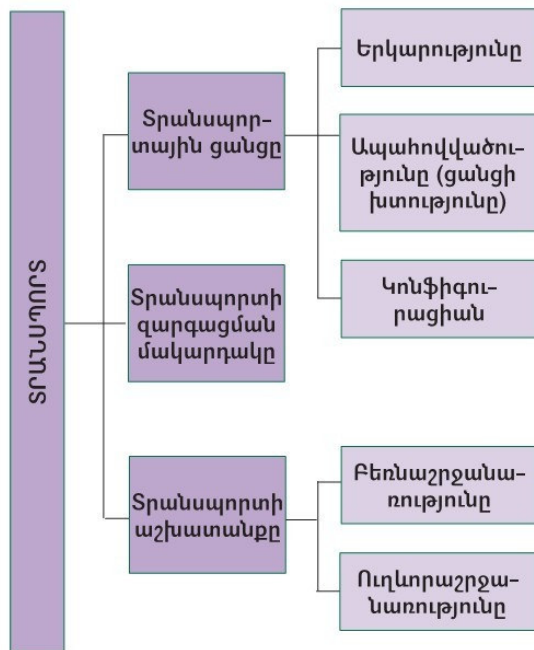 ՏՐԱՆՍՊՈՐՏ
Տրանսպոր-
տային ցանցը
Երկարությունը
Ապահովվածու-
թյունը (ցանցի
խտությունը)
Կոնֆիգու-
րացիան
Տրանսպորտի
զարգացման
մակարդակը
Տրանսպորտի
աշխատանքը
Բեռնաշրջանա-
ռությունը
Ուղևորաշրջա-
նառությունը